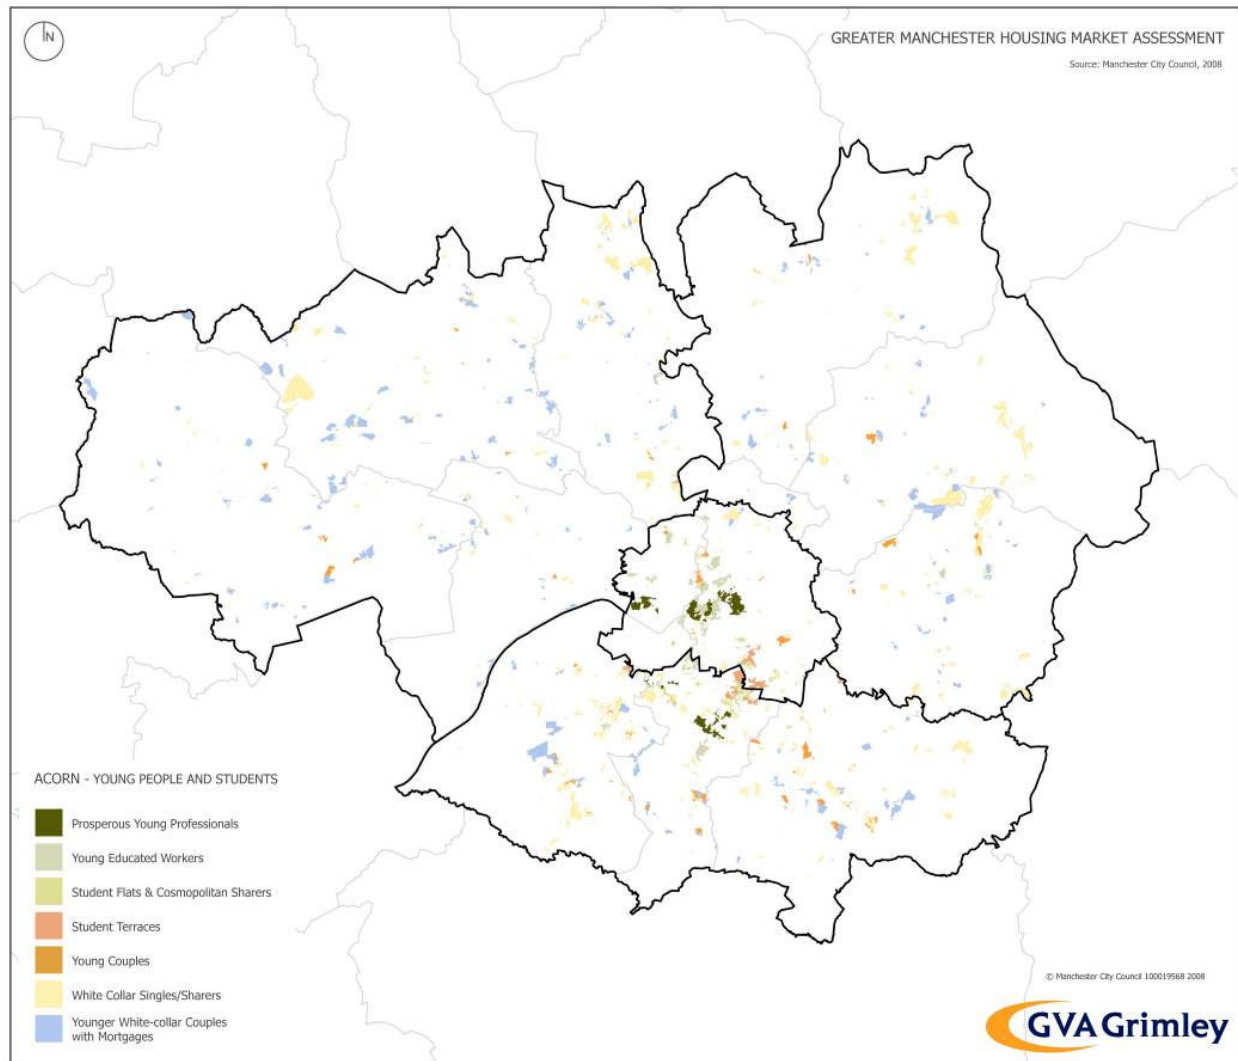 N
GREATER MANCHESTER HOUSING MARKET ASSESSMENT
Source: Manchester City Council, 2008
ACORN - YOUNG PEOPLE AND STUDENTS
Prosperous Young Professionals
Young Educated Workers
Student Flats & Cosmopolitan Sharers
Student Terraces
Young Couples
White Collar Singles/Sharers
Younger White-collar Couples
with Mortgages
© Manchester City Council 100019568 2008
GVA Grimley